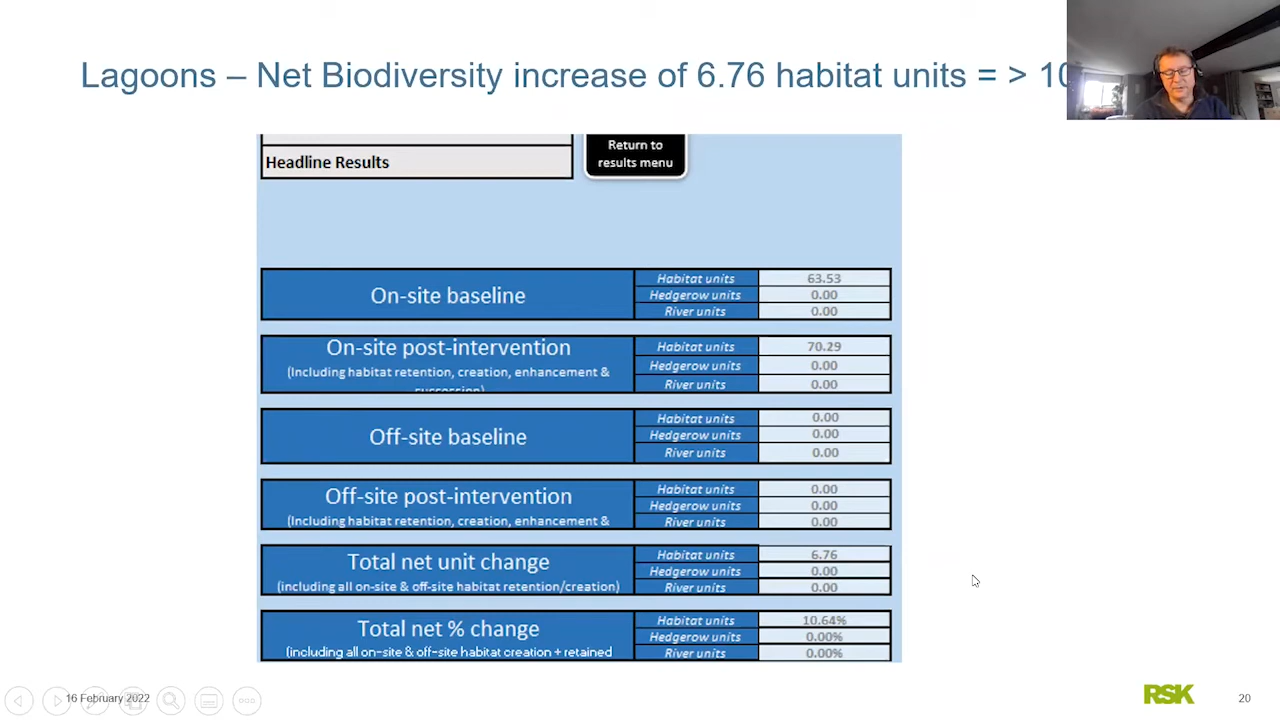 Lagoons – Net Biodiversity increase of 6.76 habitat units = > 10
Return to
results menu
Headline Results
On-site baseline
Habitat units 63.53
Hedgerow units 0.00
River units 0.00
On-site post-intervention
(Including habitat retention, creation, enhancement &
succession)
Habitat units 70.29
Hedgerow units 0.00
River units 0.00
Off-site baseline
Habitat units 0.00
Hedgerow units 0.00
River units 0.00
Off-site post-intervention
(Including habitat retention, creation, enhancement &
Habitat units 0.00
Hedgerow units 0.00
River units 0.00
Total net unit change
(including all on-site & off-site habitat retention/creation)
Habitat units 6.76
Hedgerow units 0.00
River units 0.00
Total net % change
(including all on-site & off-site habitat creation + retained
Habitat units 10.64%
Hedgerow units 0.00%
River units 0.00%
16 February 2022
RSK
20